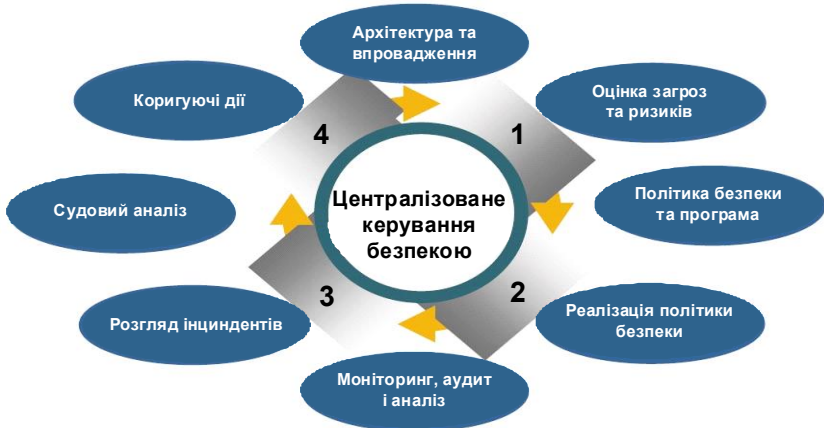 Архітектура та
впровадження
Коригуючі дії
Оцінка загроз
та ризиків
4
1
Судовий аналіз
Централізоване
керування
безпекою
Політика безпеки
та програма
3
2
Розгляд інциндентів
Реалізація політики
безпеки
Моніторинг, аудит
і аналіз